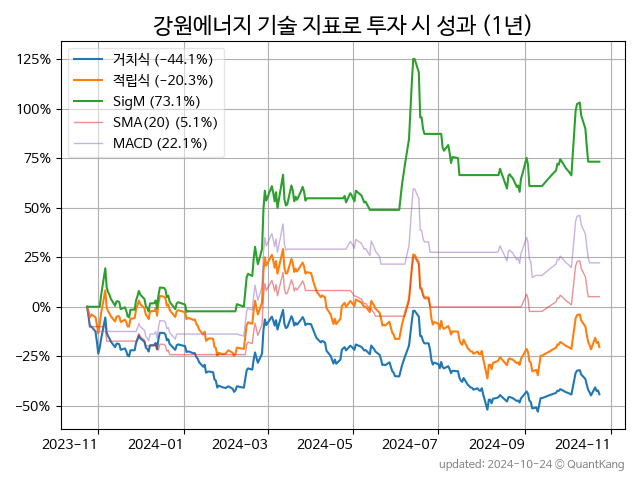 강원에너지 기술 지표로 투자 시 성과 (1년)
125%
100%
75%
50%
25%
0%
−25%
−50%
거치식 (−44.1%)
적립식 (−20.3%)
SigM (73.1%)
SMA(20) (5.1%)
MACD (22.1%)
2023-11 2024-01 2024-03 2024-05 2024-07 2024-09 2024-11
updated: 2024-10-24 © QuantKang